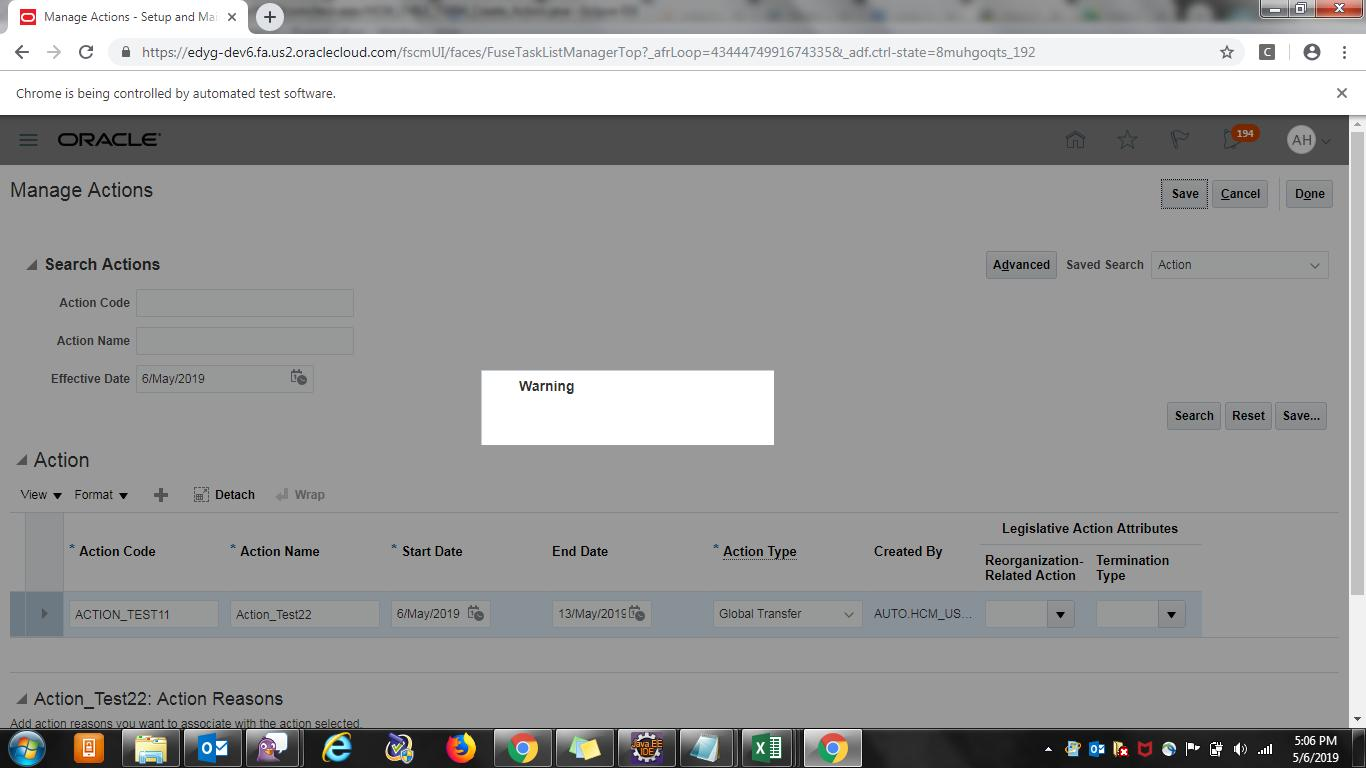 Manage Actions - Setup and Mai
https://edyg-dev6.fa.us2.oraclecloud.com/fscmUI/faces/FuseTaskListManagerTop?_afrLoop=4344474991674335&_adf.ctrl-state=8muhgoqts_192
C
Chrome is being controlled by automated test software.
ORACLE
194
AH
Manage Actions
Save Cancel Done
Search Actions
Advanced Saved Search Action
Action Code
Action Name
Effective Date 6/May/2019
Warning
Search Reset Save...
Action
View Format Detach Wrap
Legislative Action Attributes
* Action Code * Action Name * Start Date End Date * Action Type Created By Reorganization-Related Action Termination Type
ACTION_TEST11 Action_Test22 6/May/2019 13/May/2019 Global Transfer AUTO.HCM_US...
Action_Test22: Action Reasons
Add action reasons you want to associate with the action selected.
Java EE
IDE
5:06 PM
5/6/2019